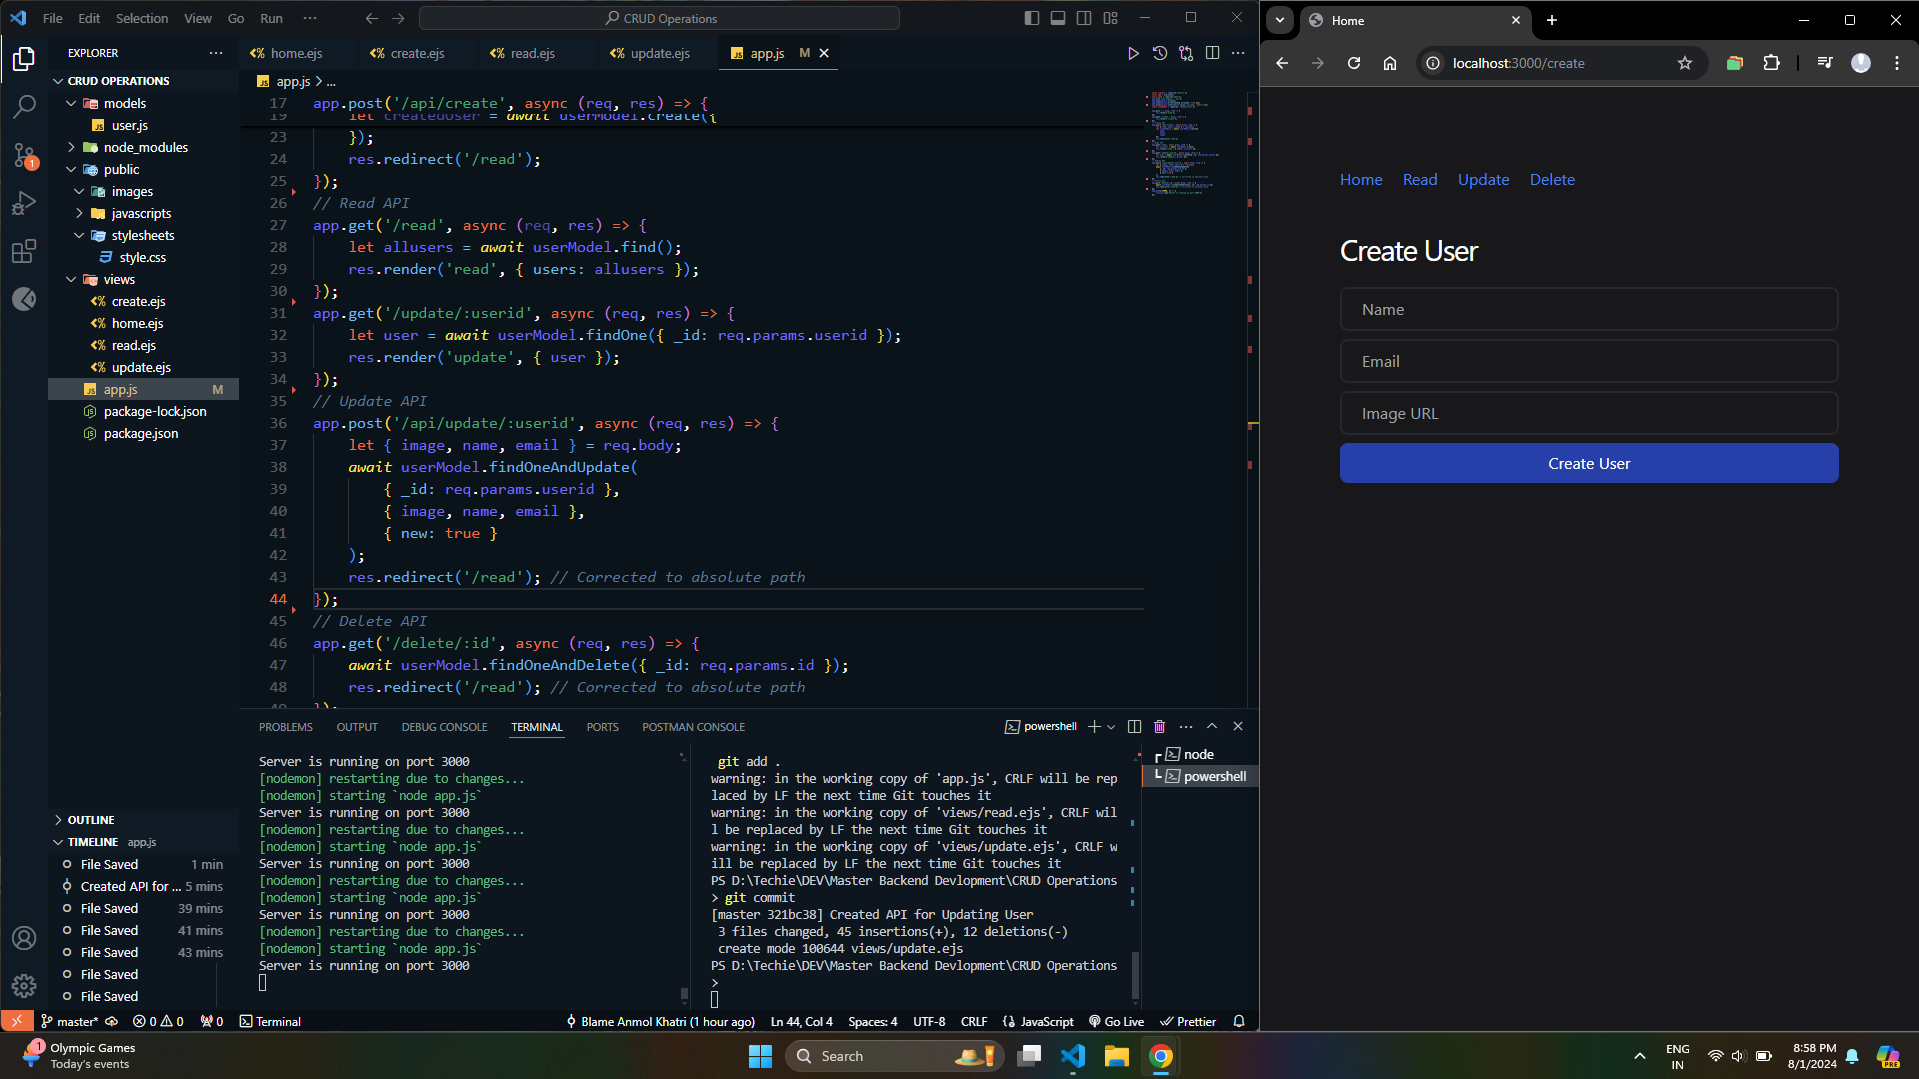 File Edit Selection View Go Run ··· CRUD Operations
EXPLORER ···
CRUD OPERATIONS
models
user.js
node_modules
public
images
javascripts
stylesheets
style.css
views
create.ejs
home.ejs
read.ejs
update.ejs
app.js M
package-lock.json
package.json
OUTLINE
TIMELINE app.js
File Saved 1 min
Created API for ... 5 mins
File Saved 39 mins
File Saved 41 mins
File Saved 43 mins
File Saved
File Saved
home.ejs create.ejs read.ejs update.ejs app.js M
app.js > ...
17 app.post('/api/create', async (req, res) => {
19 let createdUser = await userModel.create({
23 });
24 res.redirect('/read');
25 });
26 // Read API
27 app.get('/read', async (req, res) => {
28 let allusers = await userModel.find();
29 res.render('read', { users: allusers });
30 });
31 app.get('/update/:userid', async (req, res) => {
32 let user = await userModel.findOne({ _id: req.params.userid });
33 res.render('update', { user });
34 });
35 // Update API
36 app.post('/api/update/:userid', async (req, res) => {
37 let { image, name, email } = req.body;
38 await userModel.findOneAndUpdate(
39 { _id: req.params.userid },
40 { image, name, email },
41 { new: true }
42 );
43 res.redirect('/read'); // Corrected to absolute path
44 });
45 // Delete API
46 app.get('/delete/:id', async (req, res) => {
47 await userModel.findOneAndDelete({ _id: req.params.id });
48 res.redirect('/read'); // Corrected to absolute path
49 });
PROBLEMS OUTPUT DEBUG CONSOLE TERMINAL PORTS POSTMAN CONSOLE powershell
Server is running on port 3000
[nodemon] restarting due to changes...
[nodemon] starting `node app.js`
Server is running on port 3000
[nodemon] restarting due to changes...
[nodemon] starting `node app.js`
Server is running on port 3000
[nodemon] restarting due to changes...
[nodemon] starting `node app.js`
Server is running on port 3000
[nodemon] restarting due to changes...
[nodemon] starting `node app.js`
Server is running on port 3000
git add .
warning: in the working copy of 'app.js', CRLF will be rep
laced by LF the next time Git touches it
warning: in the working copy of 'views/read.ejs', CRLF wil
l be replaced by LF the next time Git touches it
warning: in the working copy of 'views/update.ejs', CRLF w
ill be replaced by LF the next time Git touches it
PS D:\Techie\DEV\Master Backend Devlopment\CRUD Operations
> git commit
[master 321bc38] Created API for Updating User
3 files changed, 45 insertions(+), 12 deletions(-)
create mode 100644 views/update.ejs
PS D:\Techie\DEV\Master Backend Devlopment\CRUD Operations
>
node
powershell
1
master* 0 0 0 Terminal Blame Anmol Khatri (1 hour ago) Ln 44, Col 4 Spaces: 4 UTF-8 CRLF JavaScript Go Live Prettier
Home
localhost:3000/create
Home Read Update Delete
Create User
Name
Email
Image URL
Create User
1
Olympic Games
Today's events
Search
ENG
IN
8:58 PM
8/1/2024
PRE